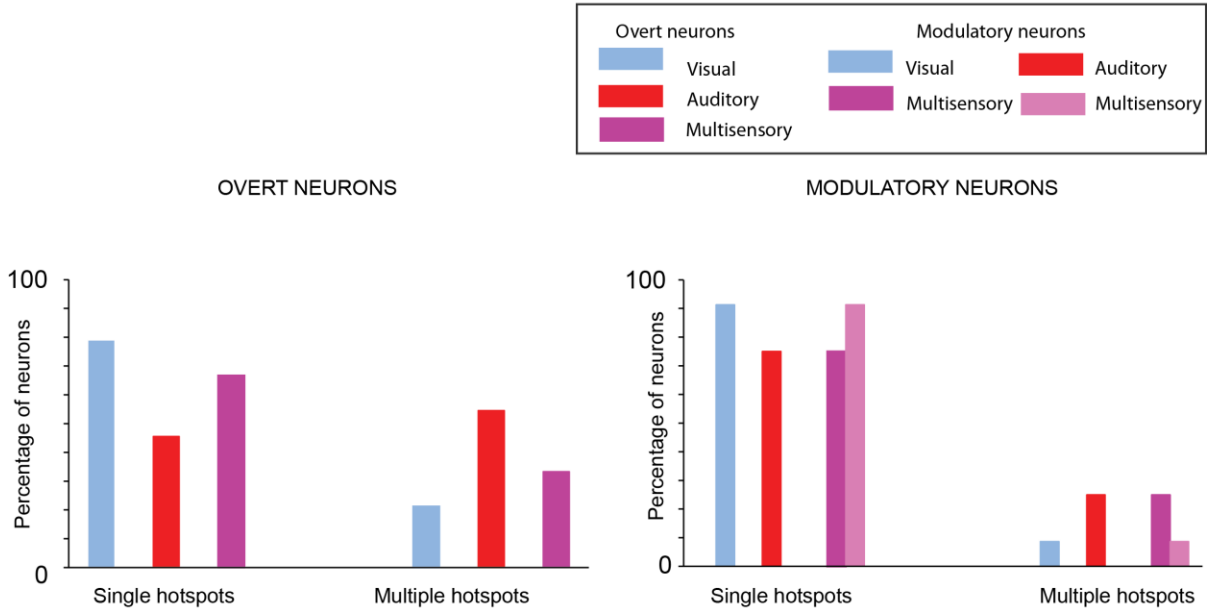 Overt neurons Modulatory neurons
Visual Visual Auditory
Auditory Multisensory Multisensory
Multisensory
OVERT NEURONS MODULATORY NEURONS
100 100
Percentage of neurons Percentage of neurons
0 0
Single hotspots Multiple hotspots Single hotspots Multiple hotspots